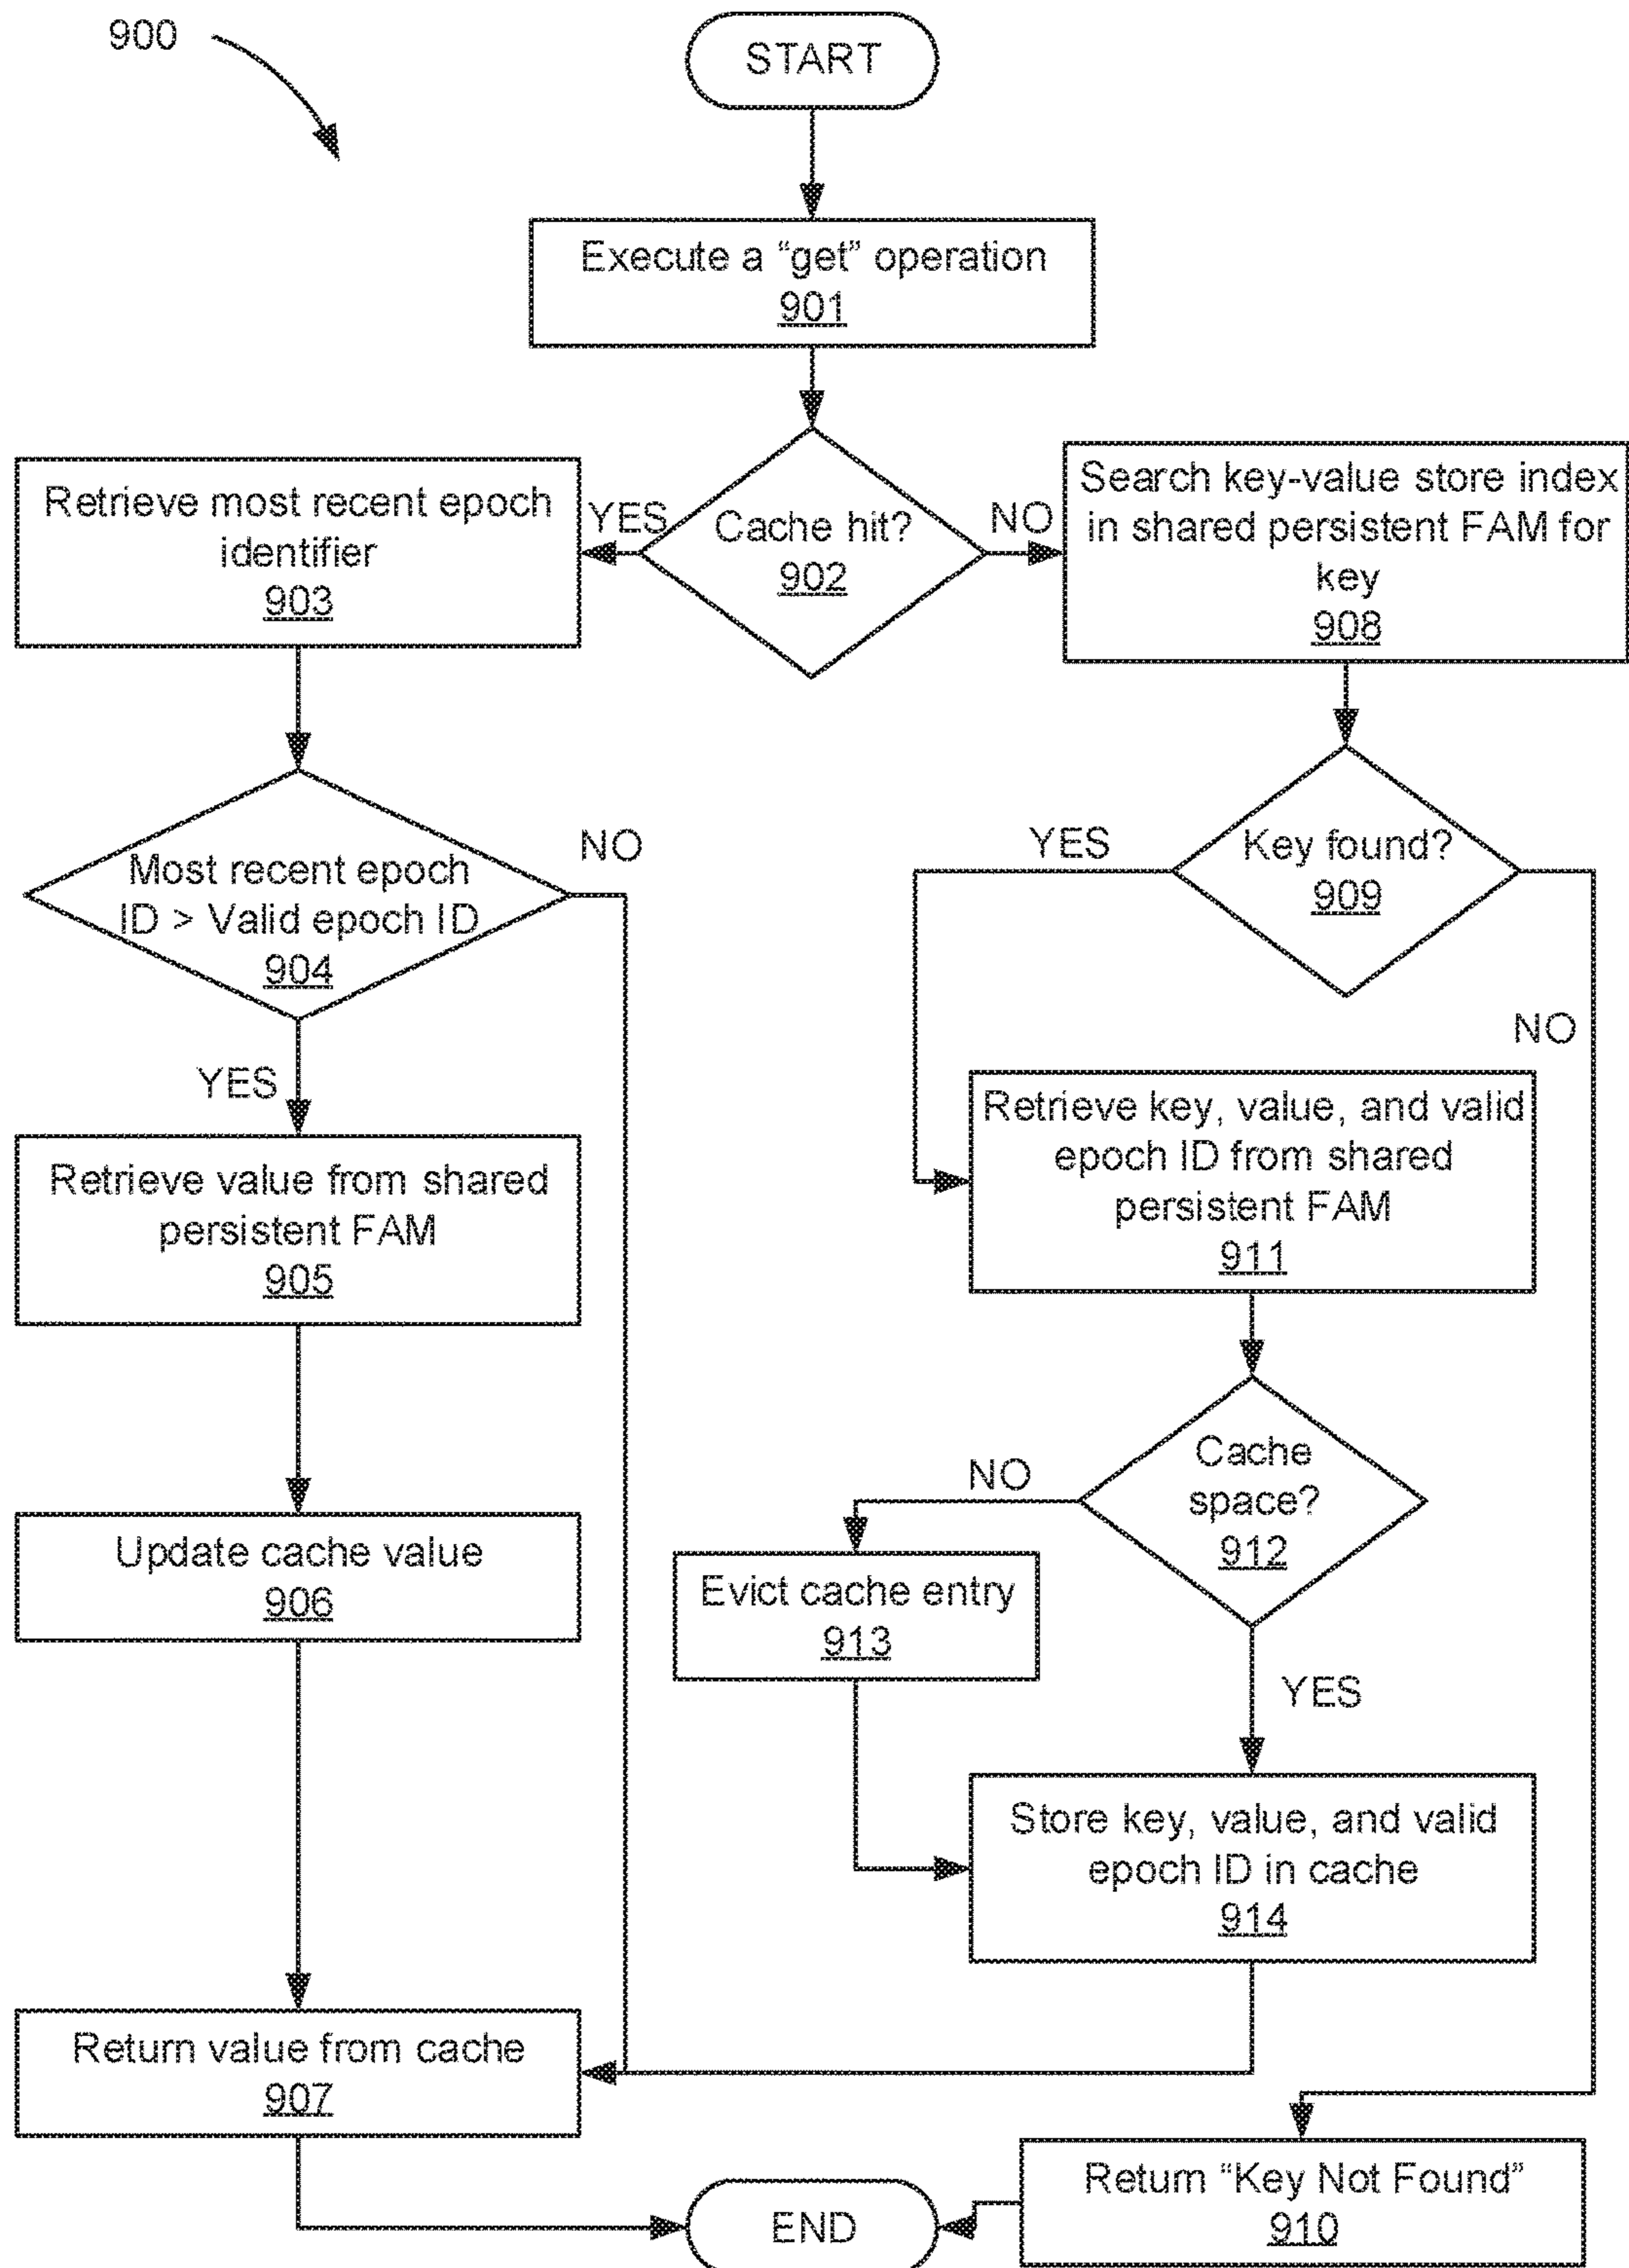 900
START
Execute a “get” operation
901
Cache hit?
902
YES
NO
Retrieve most recent epoch
identifier
903
Search key-value store index
in shared persistent FAM for
key
908
Most recent epoch
ID > Valid epoch ID
904
NO
YES
Key found?
909
YES
NO
Retrieve value from shared
persistent FAM
905
Retrieve key, value, and valid
epoch ID from shared
persistent FAM
911
Update cache value
906
Cache
space?
912
NO
YES
Evict cache entry
913
Store key, value, and valid
epoch ID in cache
914
Return value from cache
907
Return “Key Not Found”
910
END